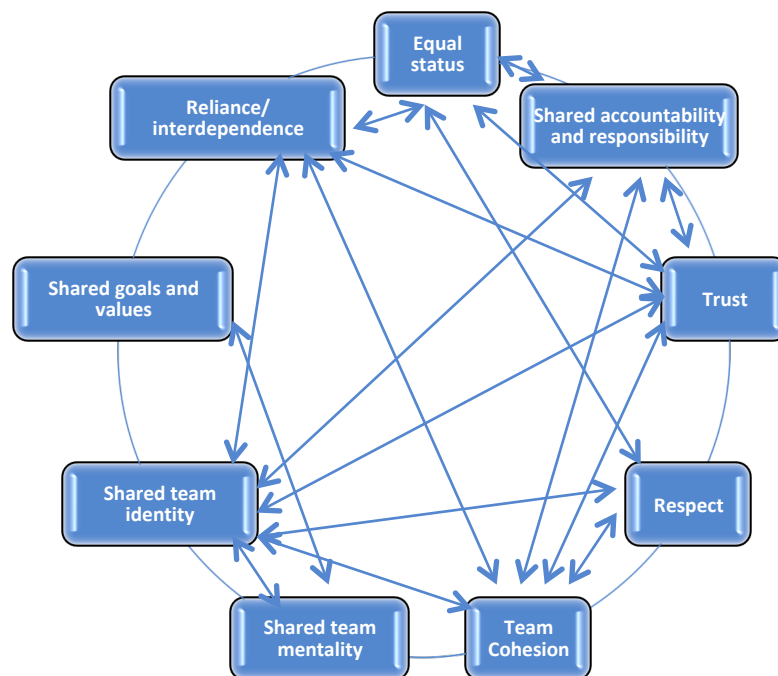 Equal
status
Reliance/
interdependence
Shared accountability
and responsibility
Shared goals and
values
Trust
Shared team
identity
Respect
Shared team
mentality
Team
Cohesion